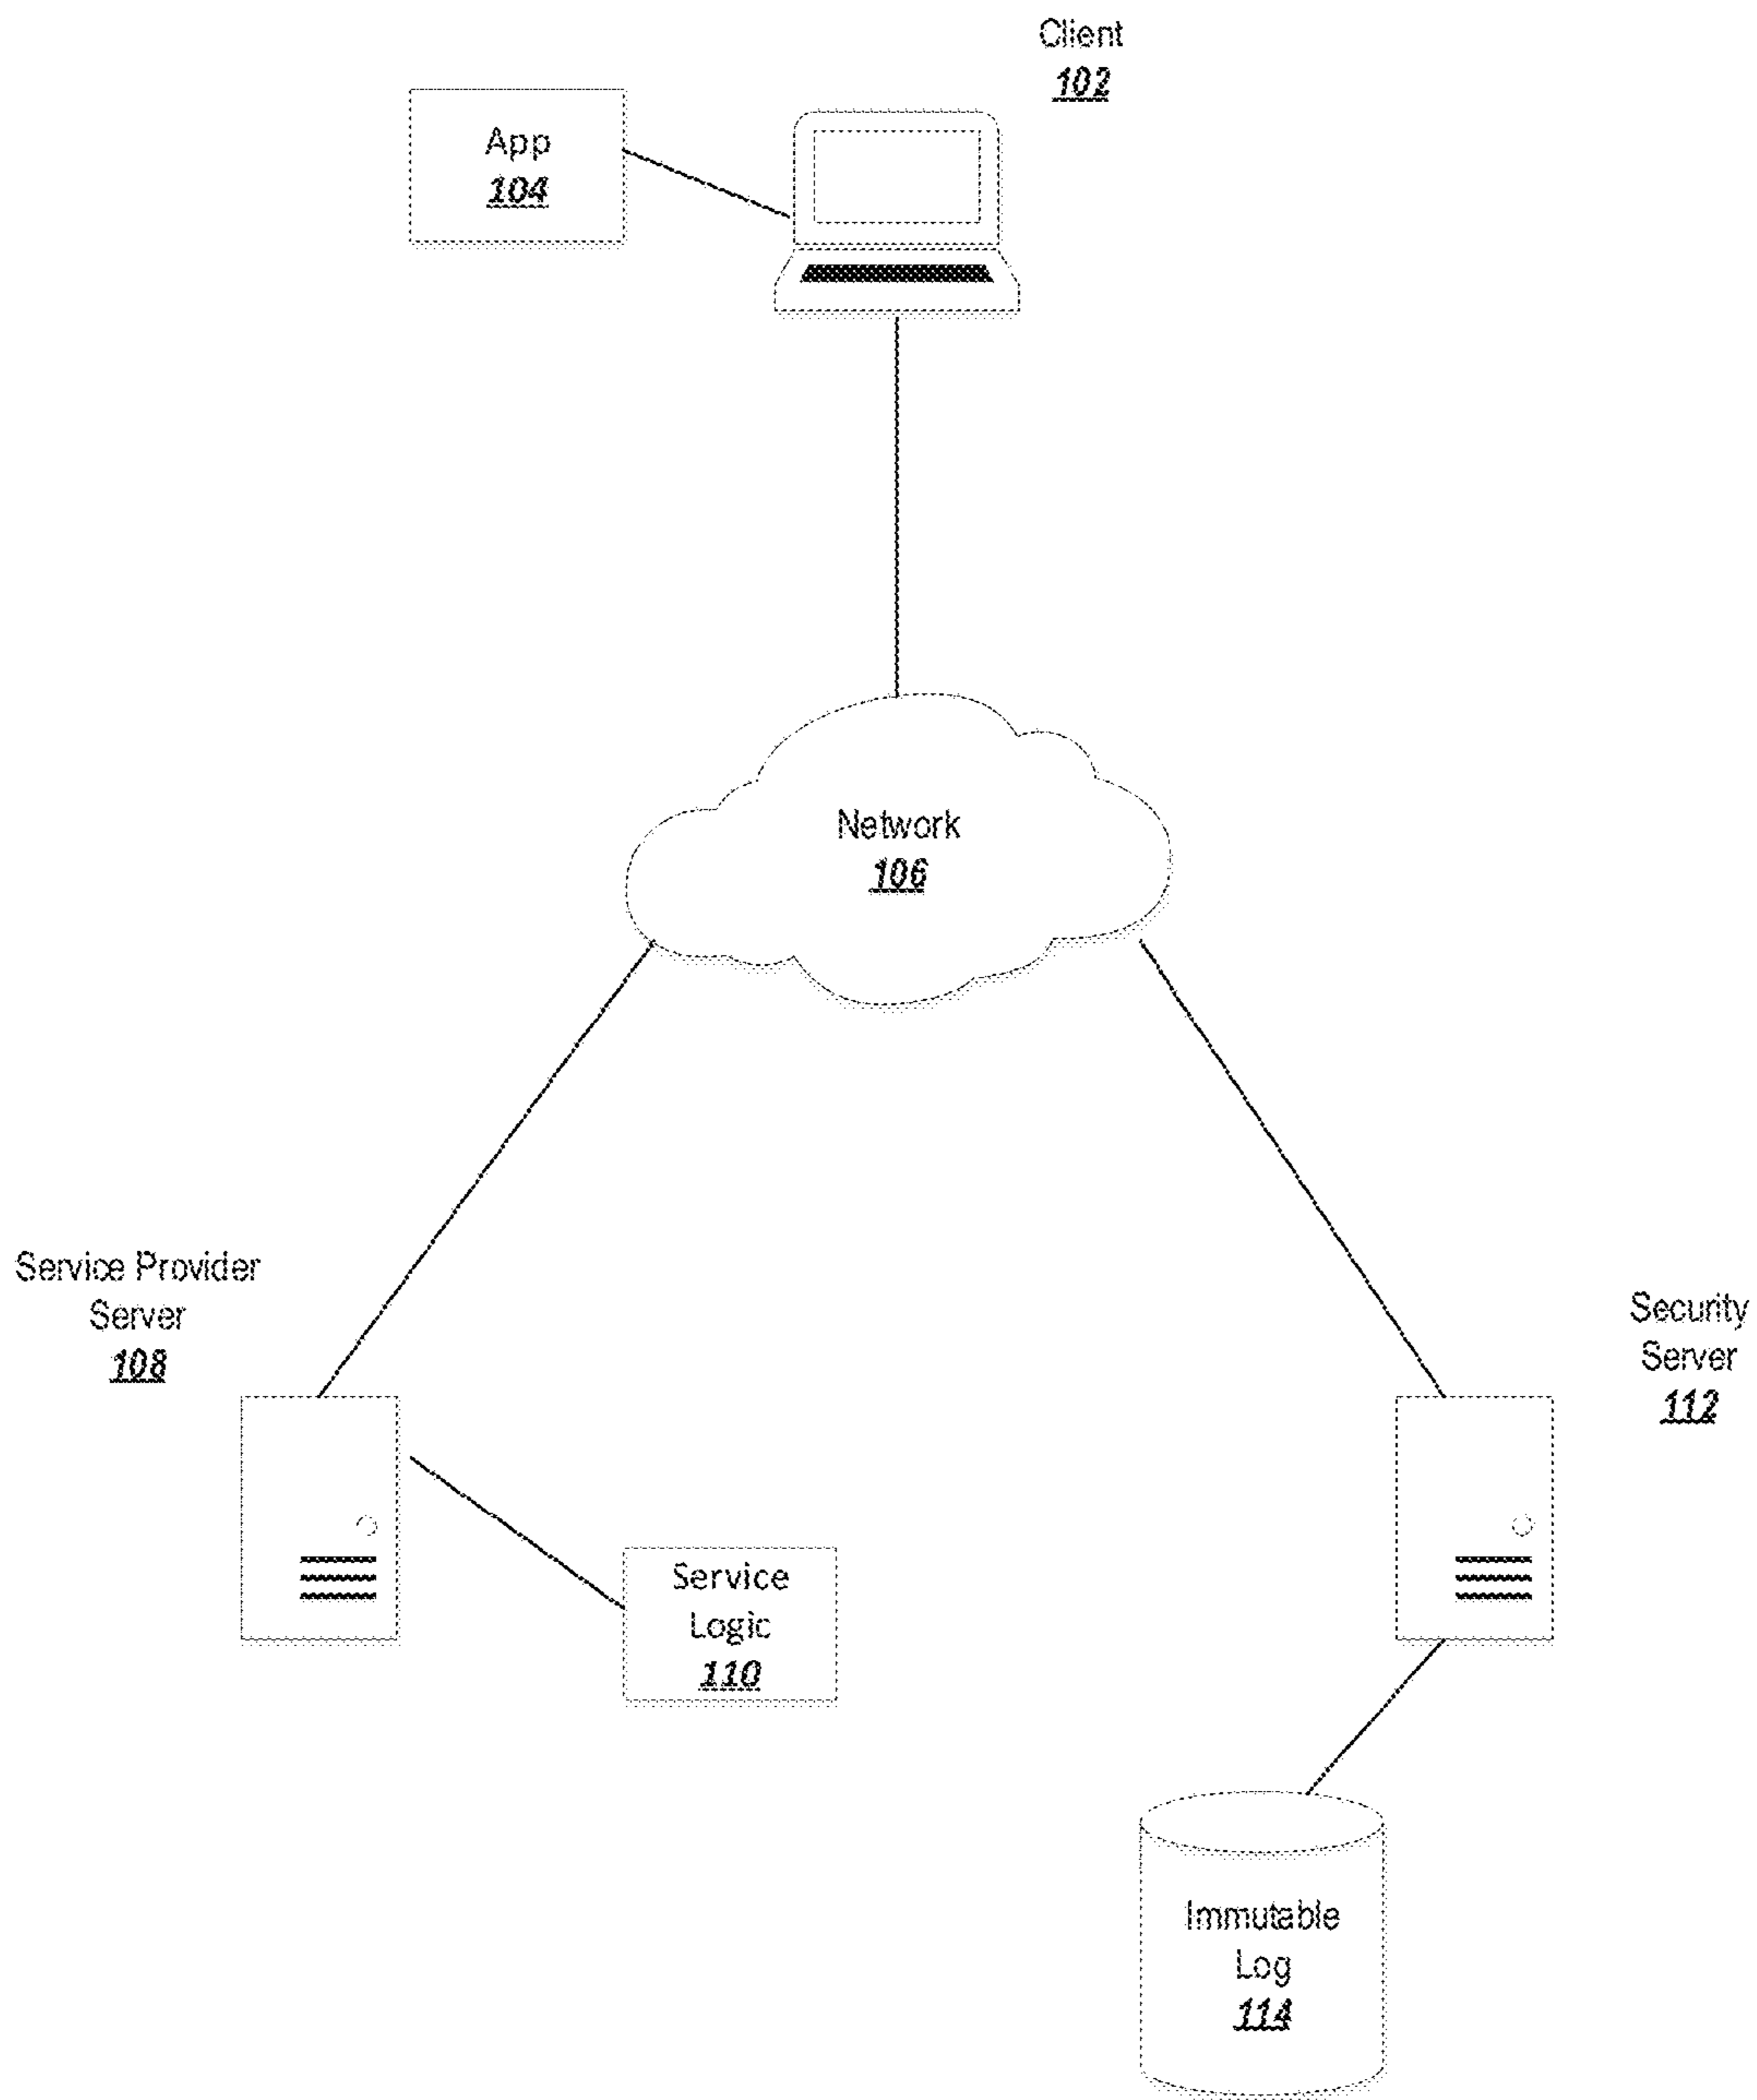 Client
102
App
104
Network
106
Service Provider
Server
108
Security
Server
112
Service
Logic
110
Immutable
Log
114